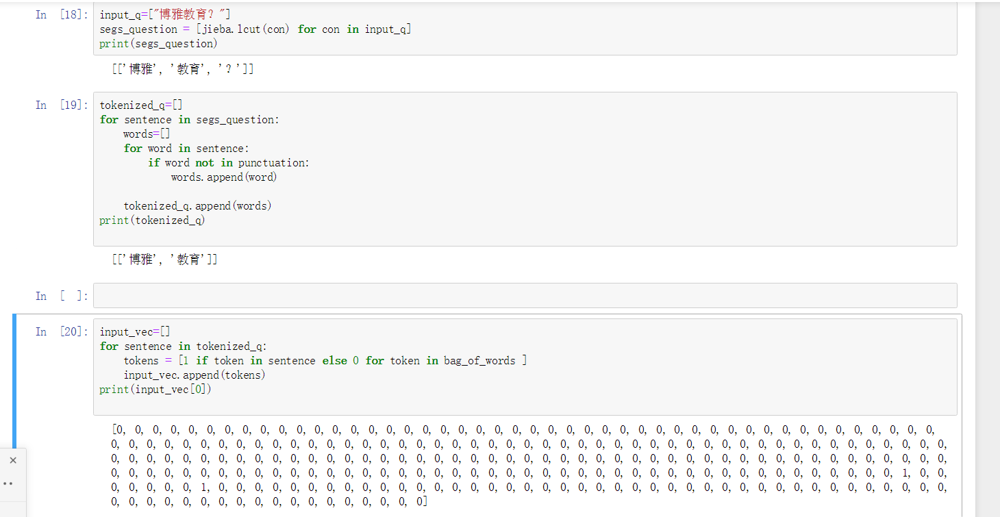 In [18]: input_q=["博雅教育？"]
segs_question = [jieba.lcut(con) for con in input_q]
print(segs_question)
[['博雅', '教育', '？']]
In [19]: tokenized_q=[]
for sentence in segs_question:
words=[]
for word in sentence:
if word not in punctuation:
words.append(word)
tokenized_q.append(words)
print(tokenized_q)
[['博雅', '教育']]
In [ ]:
In [20]: input_vec=[]
for sentence in tokenized_q:
tokens = [1 if token in sentence else 0 for token in bag_of_words ]
input_vec.append(tokens)
print(input_vec[0])
[0, 0, 0, 0, 0, 0, 0, 0, 0, 0, 0, 0, 0, 0, 0, 0, 0, 0, 0, 0, 0, 0, 0, 0, 0, 0, 0, 0, 0, 0, 0, 0, 0, 0, 0, 0, 0, 0, 0, 0, 0, 0, 0, 0, 0, 0,
0, 0, 0, 0, 0, 0, 0, 0, 0, 0, 0, 0, 0, 0, 0, 0, 0, 0, 0, 0, 0, 0, 0, 0, 0, 0, 0, 0, 0, 0, 0, 0, 0, 0, 0, 0, 0, 0, 0, 0, 0, 0, 0, 0, 0, 0, 0,
0, 0, 0, 0, 0, 0, 0, 0, 0, 0, 0, 0, 0, 0, 0, 0, 0, 0, 0, 0, 0, 0, 0, 0, 0, 0, 0, 0, 0, 0, 0, 0, 0, 0, 0, 0, 0, 0, 0, 0, 0, 0, 0, 0, 0, 0, 0,
0, 0, 0, 0, 0, 0, 0, 0, 0, 0, 0, 0, 0, 0, 0, 0, 0, 0, 0, 0, 0, 0, 0, 0, 0, 0, 0, 0, 0, 0, 0, 0, 0, 0, 0, 0, 0, 0, 0, 0, 0, 0, 0, 0, 1, 0, 0,
0, 0, 0, 0, 0, 1, 0, 0, 0, 0, 0, 0, 0, 0, 0, 0, 0, 0, 0, 0, 0, 0, 0, 0, 0, 0, 0, 0, 0, 0, 0, 0, 0, 0, 0, 0, 0, 0, 0, 0, 0, 0, 0, 0, 0, 0, 0,
0, 0, 0, 0, 0, 0, 0, 0, 0, 0, 0, 0, 0, 0, 0, 0, 0, 0]